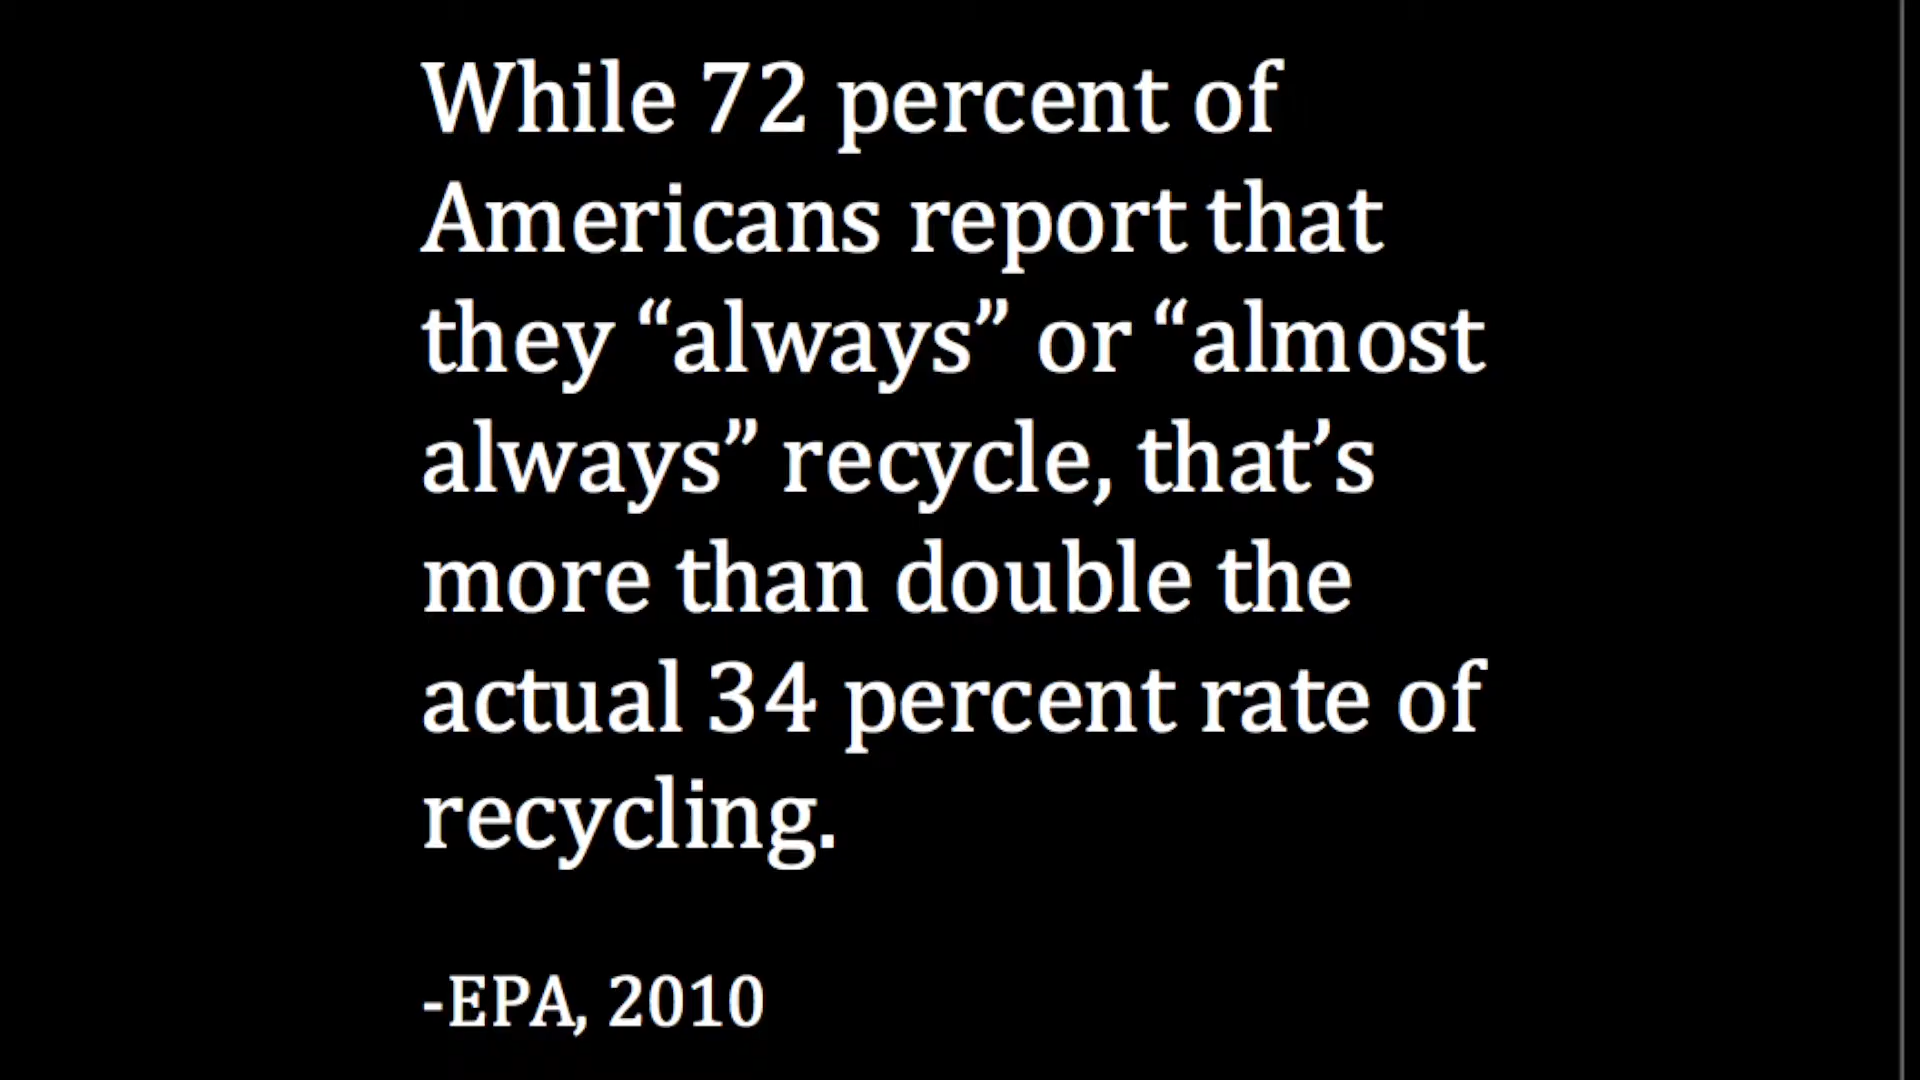 While 72 percent of
Americans report that
they “always” or “almost
always” recycle, that’s
more than double the
actual 34 percent rate of
recycling.
-EPA, 2010